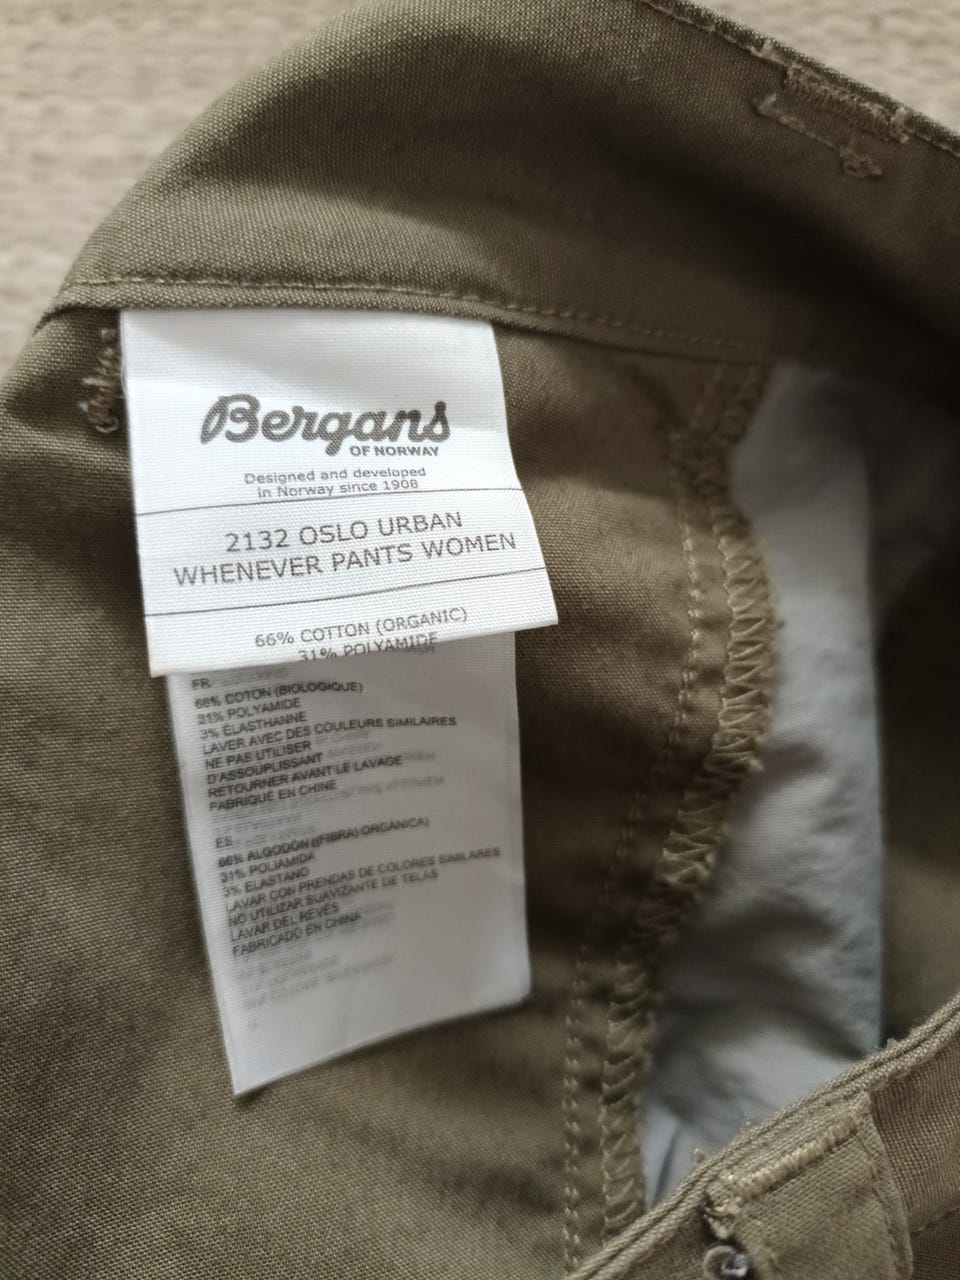 Bergans
OF NORWAY
Designed and developed
in Norway since 1908
2132 OSLO URBAN
WHENEVER PANTS WOMEN
66% COTTON (ORGANIC)
31% POLYAMIDE
FR
66% COTON (BIOLOGIQUE)
31% POLYAMIDE
3% ÉLASTHANNE
LAVER AVEC DES COULEURS SIMILAIRES
NE PAS UTILISER
D'ASSOUPLISSANT
RETOURNER AVANT LE LAVAGE
FABRIQUÉ EN CHINE
ES
66% ALGODÓN ((FIBRA) ORGÁNICA)
31% POLIAMIDA
3% ELASTANO
LAVAR CON PRENDAS DE COLORES SIMILARES
NO UTILIZAR SUAVIZANTE DE TELAS
LAVAR DEL REVÉS
FABRICADO EN CHINA